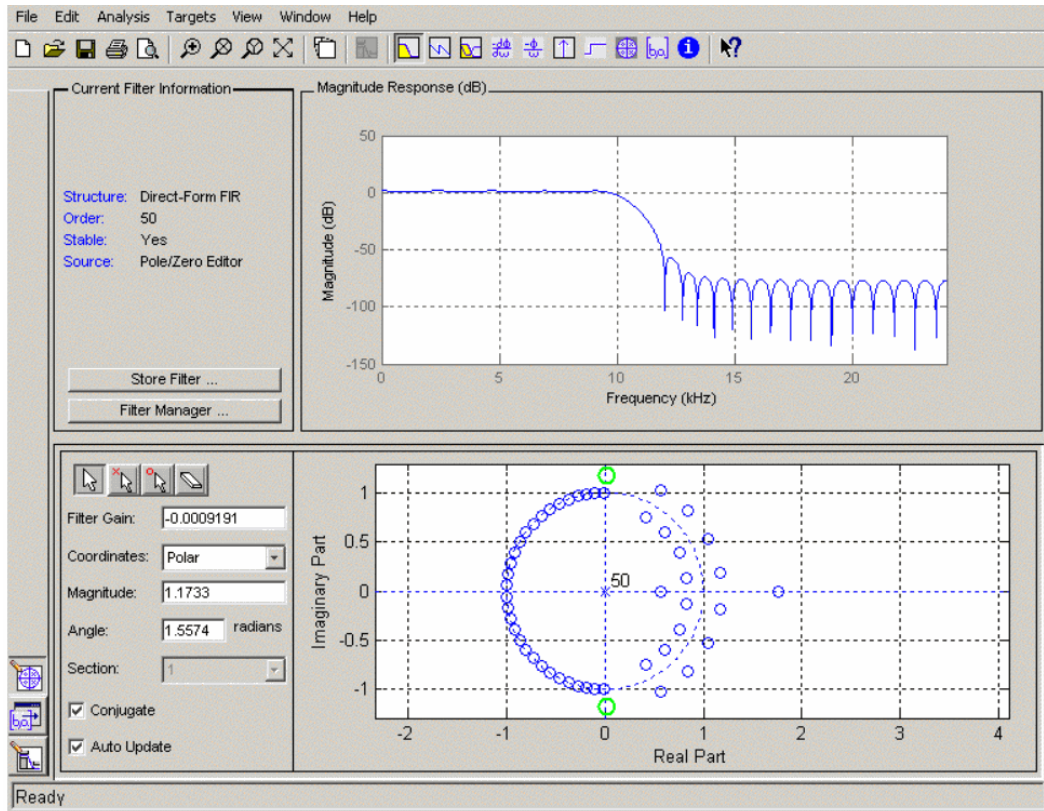 File Edit Analysis Targets View Window Help
[b,a] i ?
Current Filter Information
Structure: Direct-Form FIR
Order: 50
Stable: Yes
Source: Pole/Zero Editor
Store Filter ...
Filter Manager ...
Magnitude Response (dB)
50
0
-50
-100
-150
Magnitude (dB)
0 5 10 15 20
Frequency (kHz)
Filter Gain: -0.0009191
Coordinates: Polar
Magnitude: 1.1733
Angle: 1.5574 radians
Section: 1
Conjugate
Auto Update
[b,a]
1
0.5
0
-0.5
-1
Imaginary Part
50
-2 -1 0 1 2 3 4
Real Part
Ready